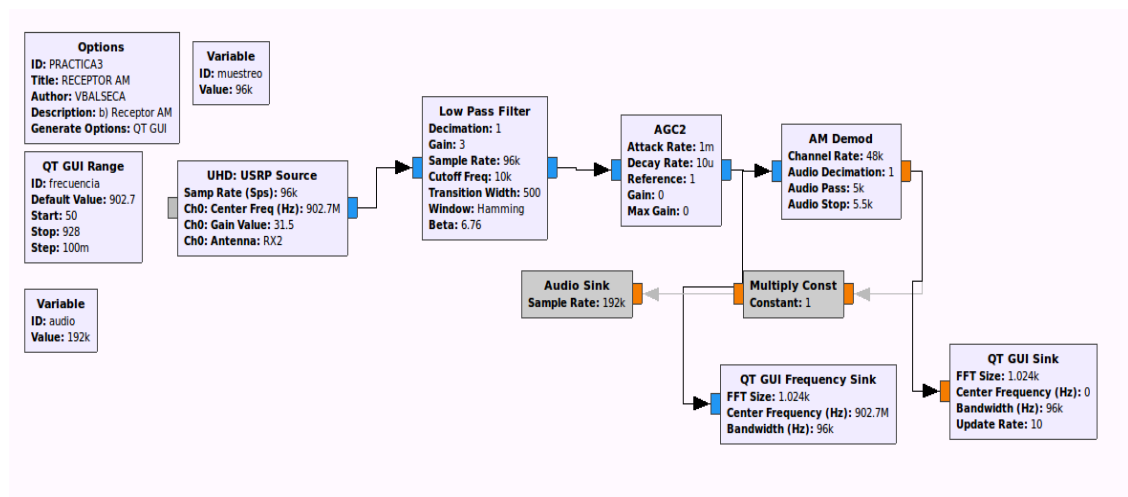 Options
ID: PRACTICA3
Title: RECEPTOR AM
Author: VBALSECA
Description: b) Receptor AM
Generate Options: QT GUI
Variable
ID: muestreo
Value: 96k
QT GUI Range
ID: frecuencia
Default Value: 902.7
Start: 50
Stop: 928
Step: 100m
UHD: USRP Source
Samp Rate (Sps): 96k
Ch0: Center Freq (Hz): 902.7M
Ch0: Gain Value: 31.5
Ch0: Antenna: RX2
Low Pass Filter
Decimation: 1
Gain: 3
Sample Rate: 96k
Cutoff Freq: 10k
Transition Width: 500
Window: Hamming
Beta: 6.76
AGC2
Attack Rate: 1m
Decay Rate: 10u
Reference: 1
Gain: 0
Max Gain: 0
AM Demod
Channel Rate: 48k
Audio Decimation: 1
Audio Pass: 5k
Audio Stop: 5.5k
Variable
ID: audio
Value: 192k
Audio Sink
Sample Rate: 192k
Multiply Const
Constant: 1
QT GUI Frequency Sink
FFT Size: 1.024k
Center Frequency (Hz): 902.7M
Bandwidth (Hz): 96k
QT GUI Sink
FFT Size: 1.024k
Center Frequency (Hz): 0
Bandwidth (Hz): 96k
Update Rate: 10